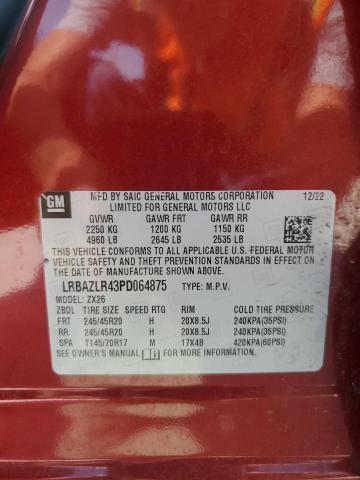 GM
MFD BY SAIC GENERAL MOTORS CORPORATION 12/22
LIMITED FOR GENERAL MOTORS LLC
GVWR GAWR FRT GAWR RR
2250 KG 1200 KG 1150 KG
4960 LB 2645 LB 2535 LB
THIS VEHICLE CONFORMS TO ALL APPLICABLE U.S. FEDERAL MOTOR
VEHICLE SAFETY AND THEFT PREVENTION STANDARDS IN EFFECT ON
THE DATE OF MANUFACTURE SHOWN ABOVE.
LRBAZLR43PD064875 TYPE: M.P.V.
MODEL: ZX26
ZBDL TIRE SIZE SPEED RTG RIM COLD TIRE PRESSURE
FRT 245/45R20 H 20X8.5J 240KPA(35PSI)
RR 245/45R20 H 20X8.5J 240KPA(35PSI)
SPA T145/70R17 M 17X4B 420KPA(60PSI)
SEE OWNER'S MANUAL FOR ADDITIONAL INFORMATION